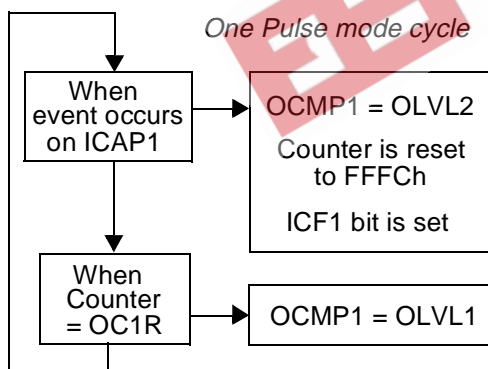 One Pulse mode cycle
When
event occurs
on ICAP1
OCMP1 = OLVL2
Counter is reset
to FFFCh
ICF1 bit is set
When
Counter
= OC1R
OCMP1 = OLVL1